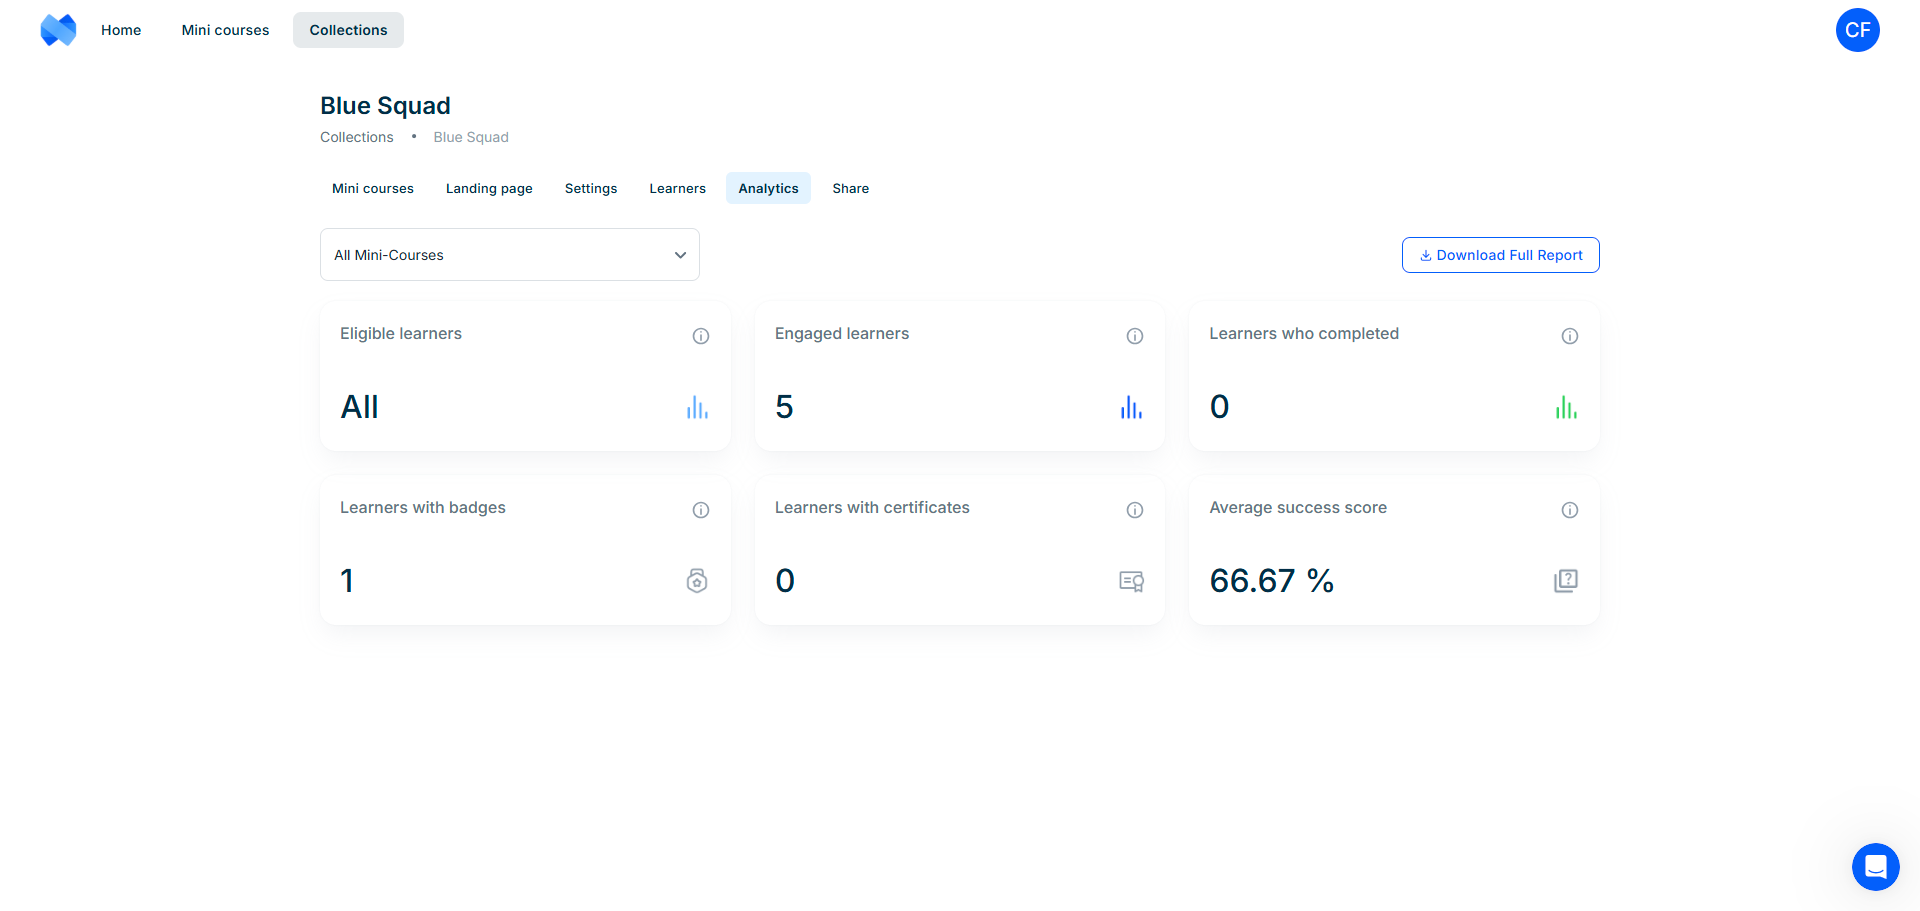 Home
Mini courses
Collections
CF
Blue Squad
Collections • Blue Squad
Mini courses
Landing page
Settings
Learners
Analytics
Share
All Mini-Courses
Download Full Report
Eligible learners
All
Engaged learners
5
Learners who completed
0
Learners with badges
1
Learners with certificates
0
Average success score
66.67 %